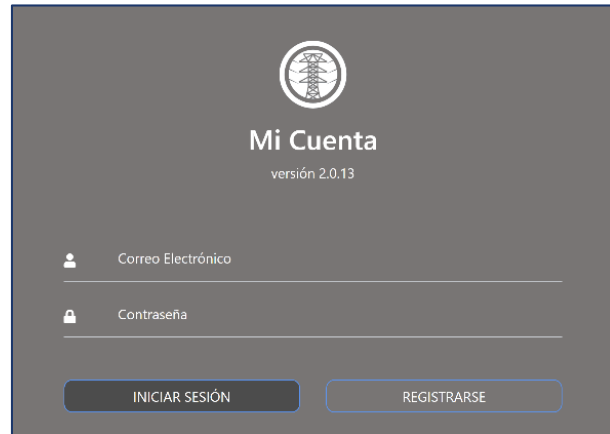 Mi Cuenta
versión 2.0.13
Correo Electrónico
Contraseña
INICIAR SESIÓN
REGISTRARSE